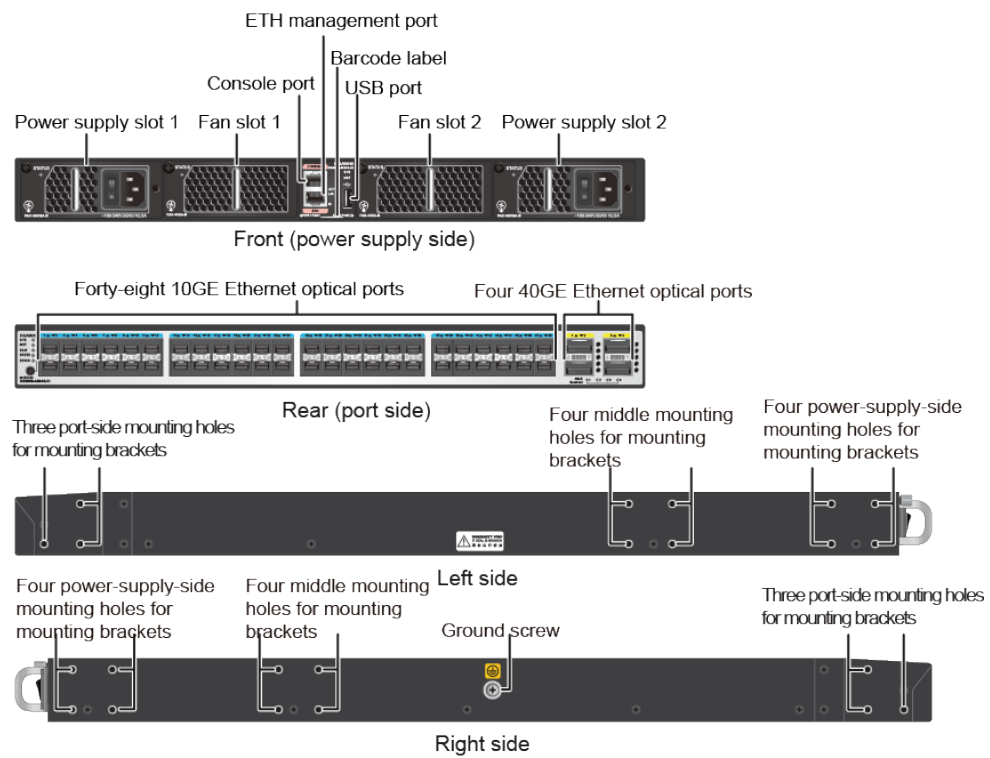 ETH management port
Barcode label
Console port
USB port
Power supply slot 1
Fan slot 1
Fan slot 2
Power supply slot 2
Front (power supply side)
Forty-eight 10GE Ethernet optical ports
Four 40GE Ethernet optical ports
Rear (port side)
Three port-side mounting holes
for mounting brackets
Four middle mounting
holes for mounting
brackets
Four power-supply-side
mounting holes for
mounting brackets
Left side
Four power-supply-side
mounting holes for
mounting brackets
Four middle mounting
holes for mounting
brackets
Ground screw
Three port-side mounting holes
for mounting brackets
Right side